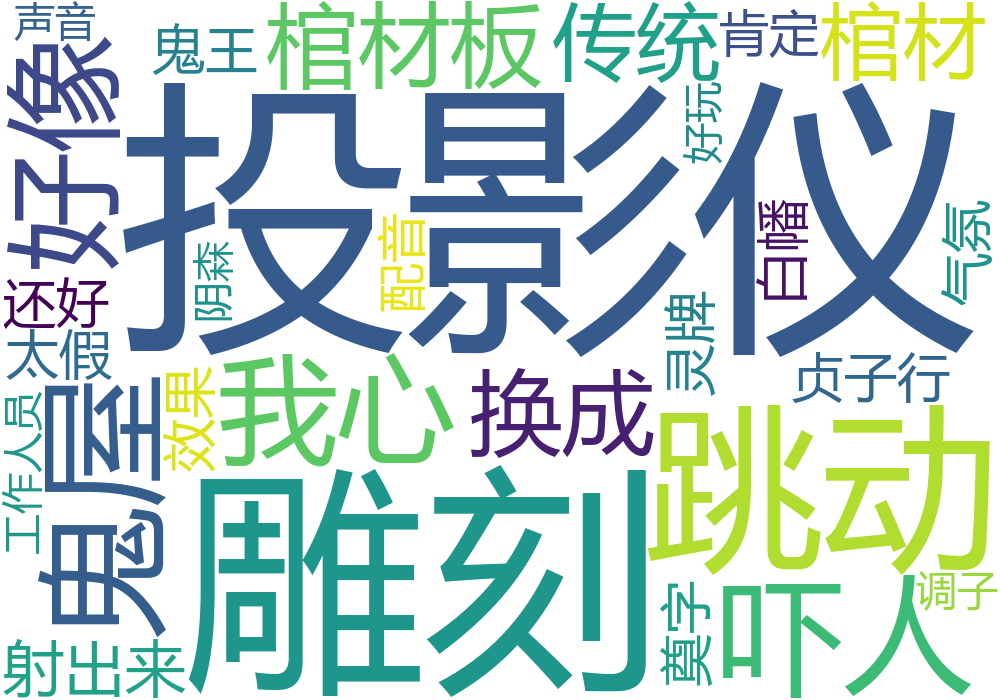 声音
鬼王
棺材板
传统
肯定
棺材
好像
投影仪
好玩
白幡
气氛
阴森
配音
还好
太假
灵牌
贞子行
鬼屋
效果
我心
换成
跳动
工作人员
雕刻
奠字
吓人
调子
射出来